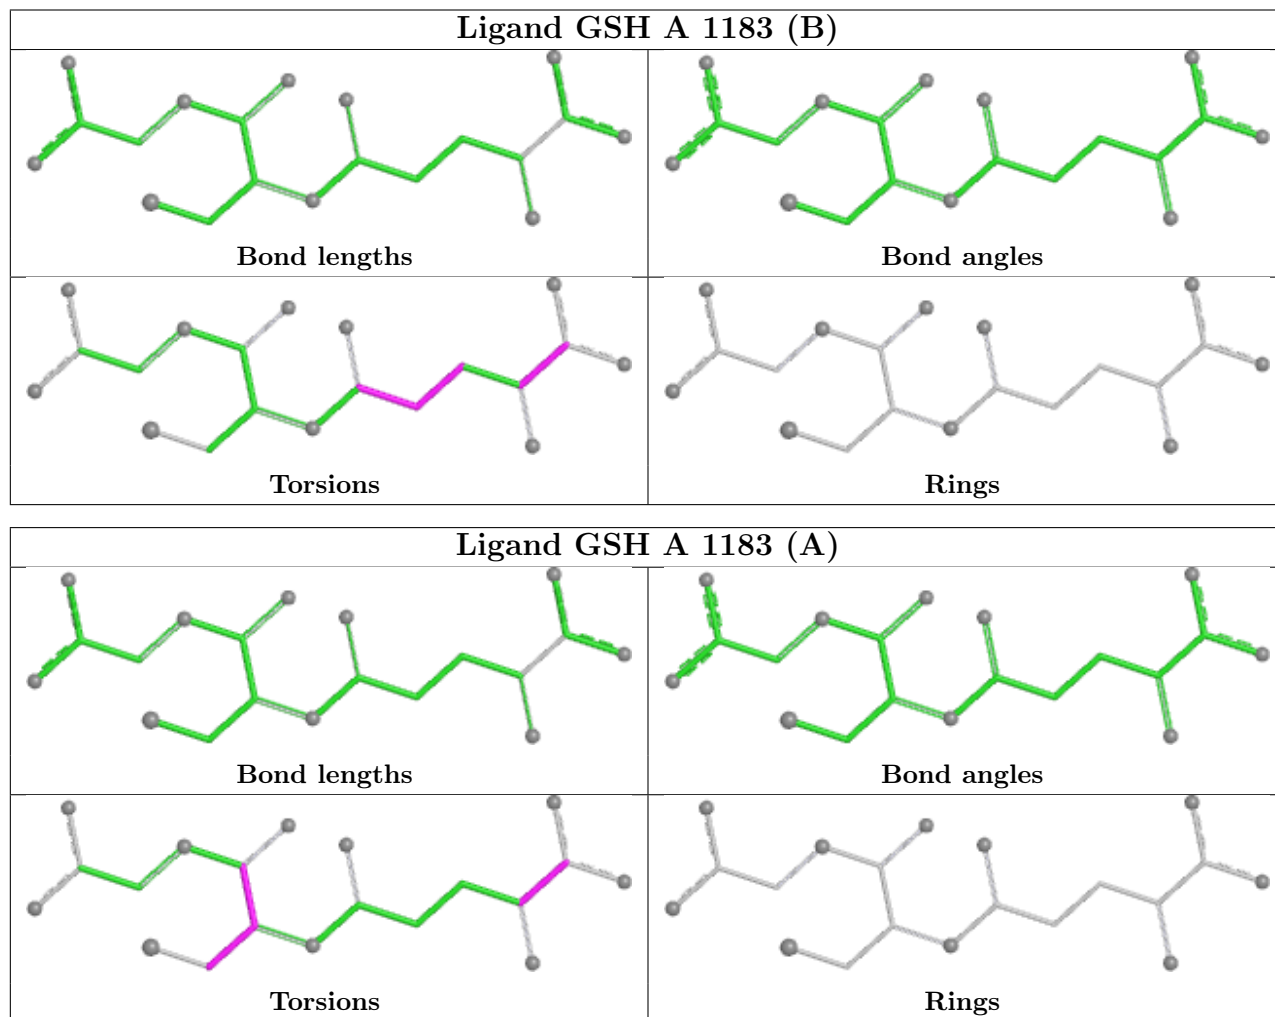 Ligand GSH A 1183 (B)
Bond lengths
Bond angles
Torsions
Rings
Ligand GSH A 1183 (A)
Bond lengths
Bond angles
Torsions
Rings